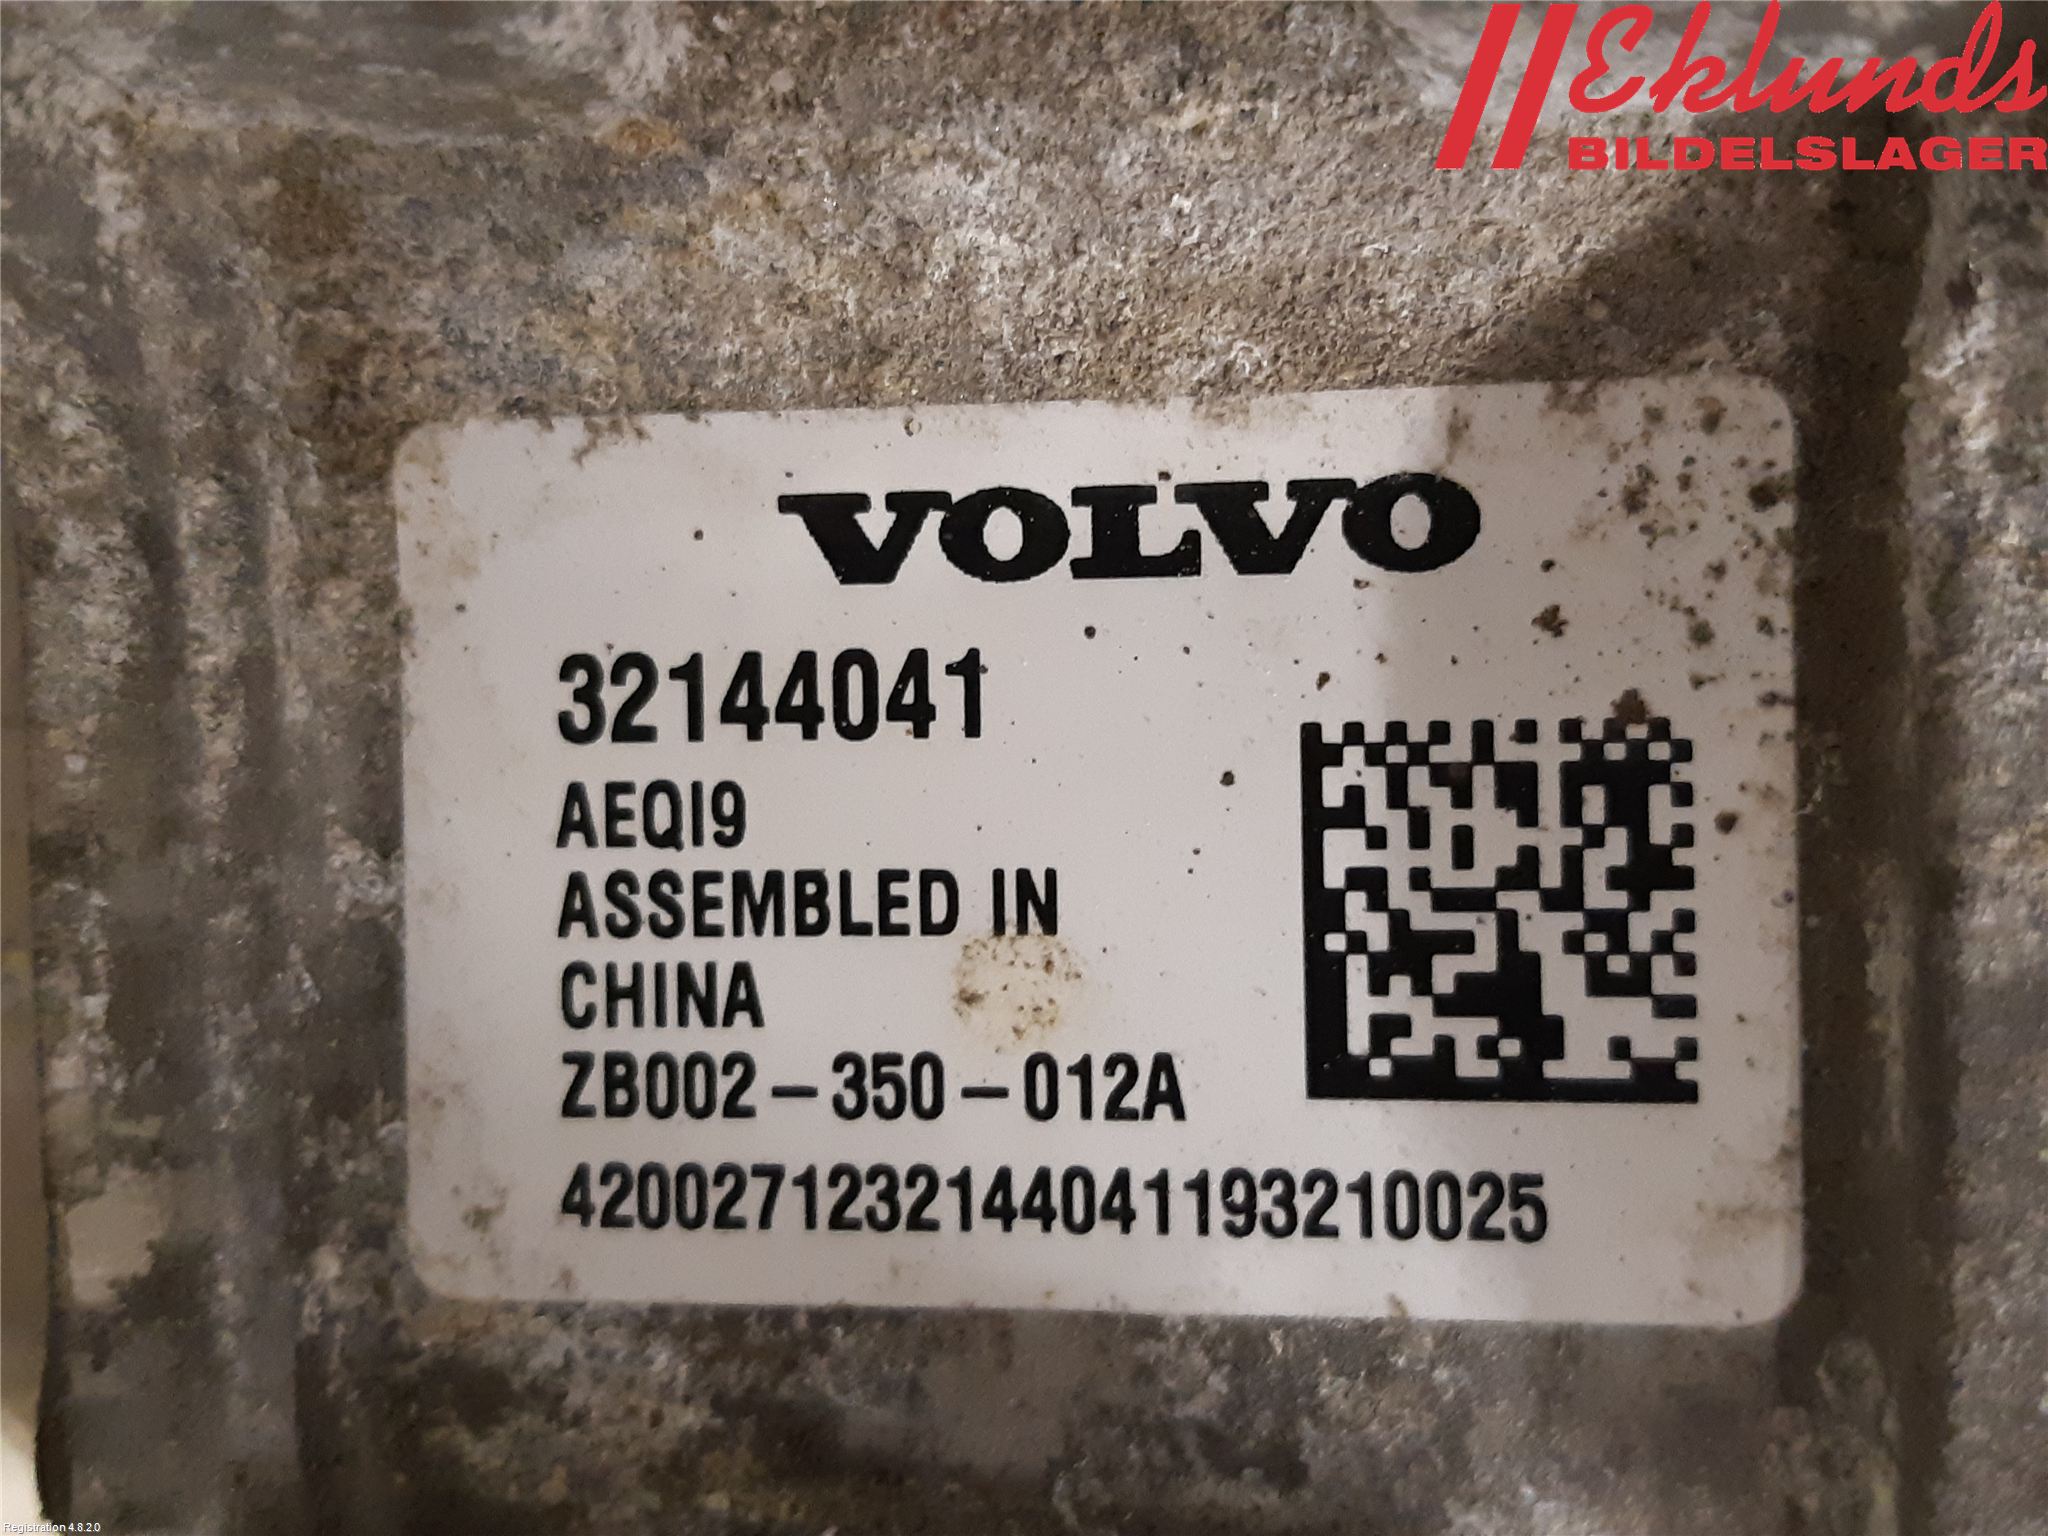 Eklunds
BILDELSLAGER
VOLVO
32144041
AEQI9
ASSEMBLED IN
CHINA
ZB002-350-012A
4200271232144041193210025
Registration 4.8.2.0